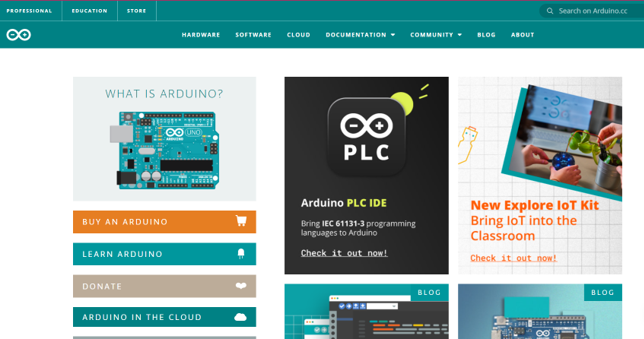 PROFESSIONAL
EDUCATION
STORE
Search on Arduino.cc
HARDWARE
SOFTWARE
CLOUD
DOCUMENTATION
COMMUNITY
BLOG
ABOUT
WHAT IS ARDUINO?
ARDUINO
UNO
BUY AN ARDUINO
LEARN ARDUINO
DONATE
ARDUINO IN THE CLOUD
PLC
Arduino PLC IDE
Bring IEC 61131-3 programming
languages to Arduino
Check it out now!
New Explore IoT Kit
Bring IoT into the
Classroom
Check it out now!
BLOG
BLOG